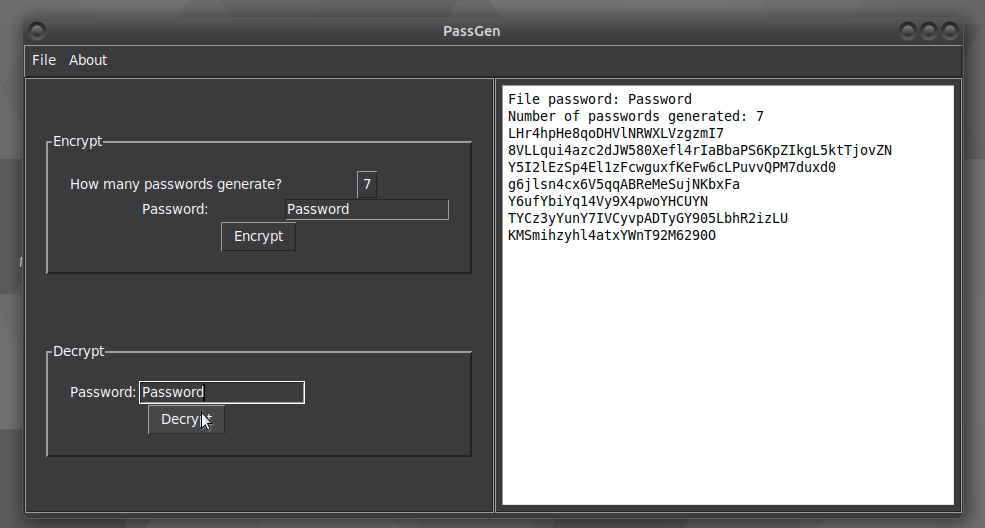 PassGen
File About
Encrypt
How many passwords generate? 7
Password: Password
Encrypt
Decrypt
Password: Password
Decrypt
File password: Password
Number of passwords generated: 7
LHr4hpHe8qoDHVlNRWXLVzgzmI7
8VLLqui4azc2dJW580Xefl4rIaBbaPS6KpZIkgL5ktTjovZN
Y5I2lEzSp4El1zFcwguxfKeFw6cLPuvvQPM7duxd0
g6jlsn4cx6V5qqABReMeSujNKbxFa
Y6ufYbiYq14Vy9X4pwoYHCUYN
TYCz3yYunY7IVCyvpADTyGY905LbhR2izLU
KMSmihzyhl4atxYWnT92M6290O